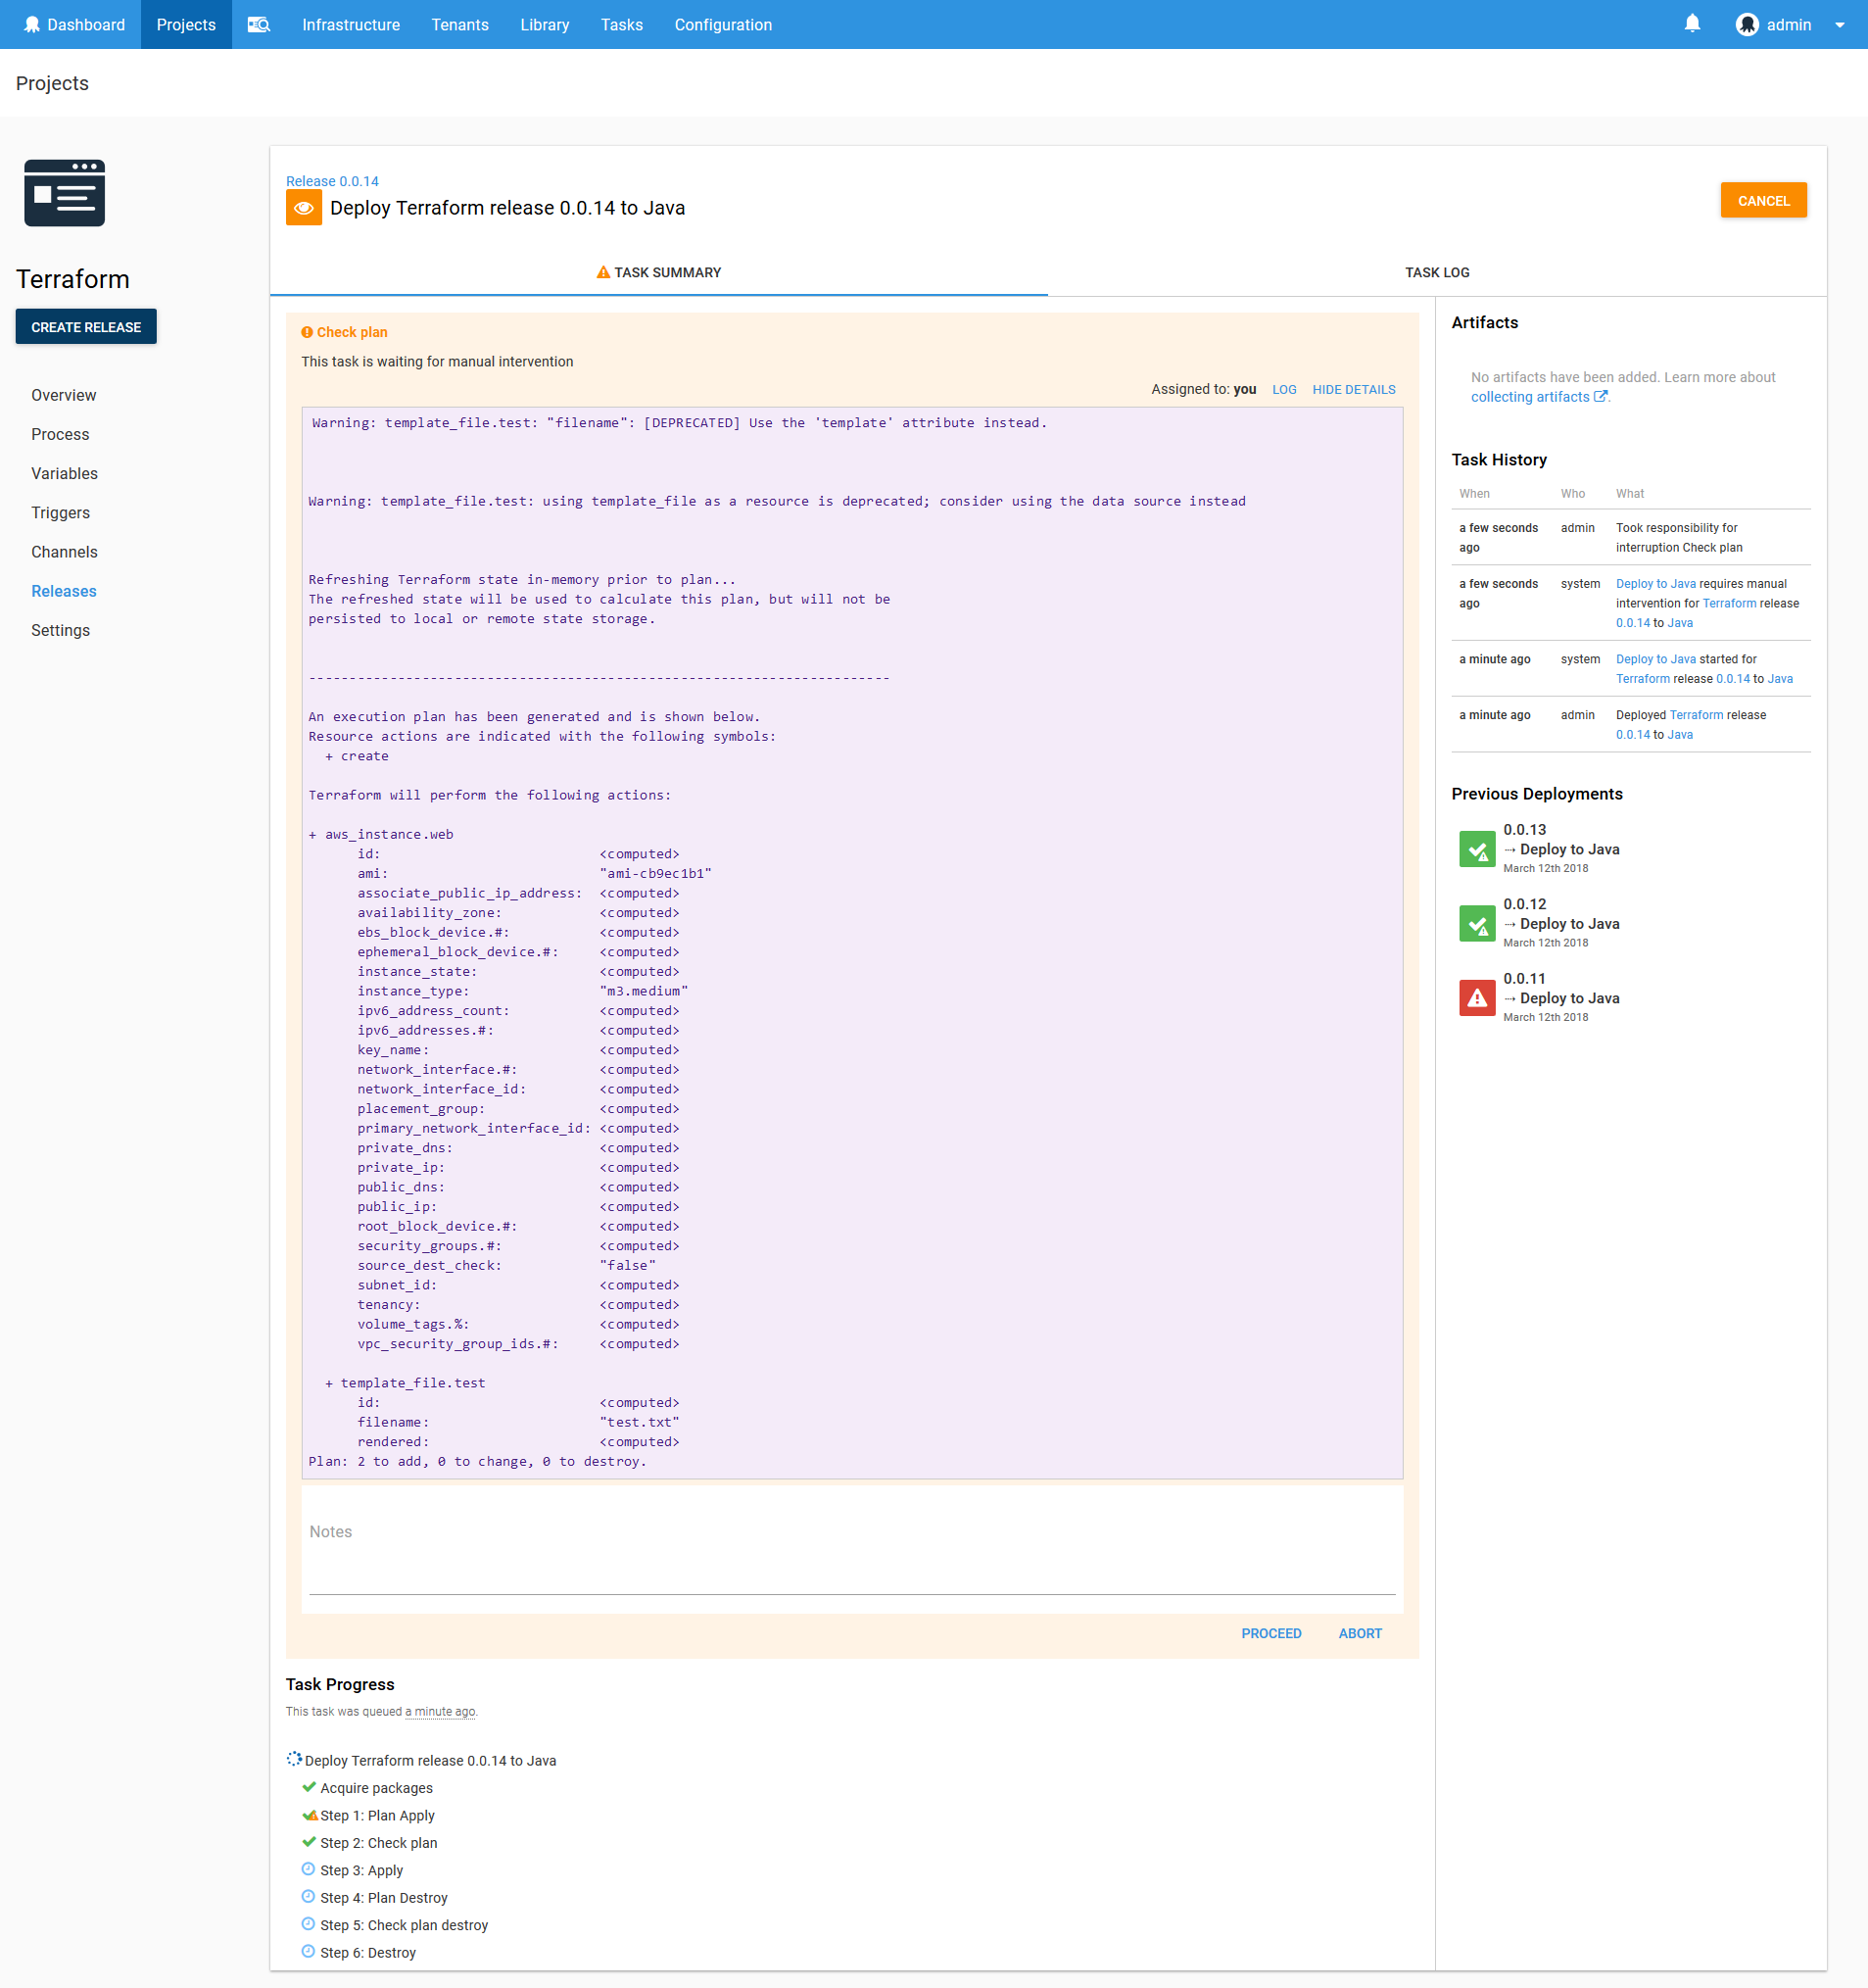 Dashboard Projects Infrastructure Tenants Library Tasks Configuration admin
Projects
Terraform
CREATE RELEASE
Overview
Process
Variables
Triggers
Channels
Releases
Settings
Release 0.0.14
Deploy Terraform release 0.0.14 to Java
CANCEL
TASK SUMMARY TASK LOG
Check plan
This task is waiting for manual intervention
Assigned to: you LOG HIDE DETAILS
Warning: template_file.test: "filename": [DEPRECATED] Use the 'template' attribute instead.
Warning: template_file.test: using template_file as a resource is deprecated; consider using the data source instead
Refreshing Terraform state in-memory prior to plan...
The refreshed state will be used to calculate this plan, but will not be
persisted to local or remote state storage.
------------------------------------------------------------------------
An execution plan has been generated and is shown below.
Resource actions are indicated with the following symbols:
+ create
Terraform will perform the following actions:
+ aws_instance.web
id: <computed>
ami: "ami-cb9ec1b1"
associate_public_ip_address: <computed>
availability_zone: <computed>
ebs_block_device.#: <computed>
ephemeral_block_device.#: <computed>
instance_state: <computed>
instance_type: "m3.medium"
ipv6_address_count: <computed>
ipv6_addresses.#: <computed>
key_name: <computed>
network_interface.#: <computed>
network_interface_id: <computed>
placement_group: <computed>
primary_network_interface_id: <computed>
private_dns: <computed>
private_ip: <computed>
public_dns: <computed>
public_ip: <computed>
root_block_device.#: <computed>
security_groups.#: <computed>
source_dest_check: "false"
subnet_id: <computed>
tenancy: <computed>
volume_tags.%: <computed>
vpc_security_group_ids.#: <computed>
+ template_file.test
id: <computed>
filename: "test.txt"
rendered: <computed>
Plan: 2 to add, 0 to change, 0 to destroy.
Notes
PROCEED ABORT
Task Progress
This task was queued a minute ago.
Deploy Terraform release 0.0.14 to Java
Acquire packages
Step 1: Plan Apply
Step 2: Check plan
Step 3: Apply
Step 4: Plan Destroy
Step 5: Check plan destroy
Step 6: Destroy
Artifacts
No artifacts have been added. Learn more about
collecting artifacts.
Task History
When Who What
a few seconds ago admin Took responsibility for
interruption Check plan
a few seconds ago system Deploy to Java requires manual
intervention for Terraform release
0.0.14 to Java
a minute ago system Deploy to Java started for
Terraform release 0.0.14 to Java
a minute ago admin Deployed Terraform release
0.0.14 to Java
Previous Deployments
0.0.13
→ Deploy to Java
March 12th 2018
0.0.12
→ Deploy to Java
March 12th 2018
0.0.11
→ Deploy to Java
March 12th 2018